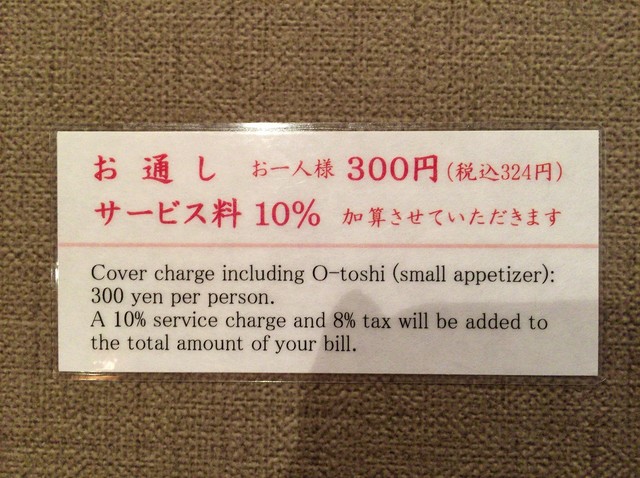 お通し お一人様 300円(税込324円)
サービス料 10% 加算させていただきます
Cover charge including O-toshi (small appetizer):
300 yen per person.
A 10% service charge and 8% tax will be added to
the total amount of your bill.